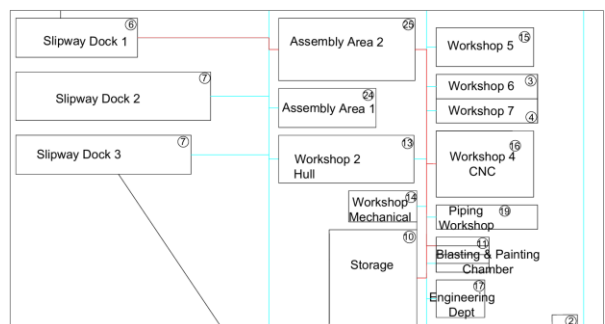 6
Slipway Dock 1
7
Slipway Dock 2
7
Slipway Dock 3
25
Assembly Area 2
24
Assembly Area 1
13
Workshop 2
Hull
14
Workshop
Mechanical
10
Storage
15
Workshop 5
3
Workshop 6
Workshop 7
4
16
Workshop 4
CNC
19
Piping
Workshop
11
Blasting & Painting
Chamber
17
Engineering
Dept
2